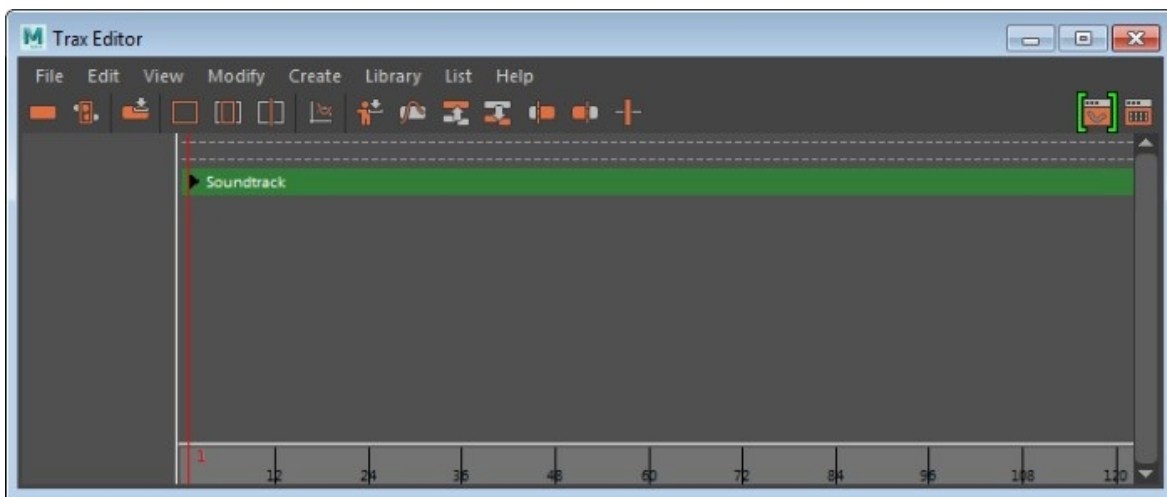 M Trax Editor
File Edit View Modify Create Library List Help
Soundtrack
1
12 24 36 48 60 72 84 96 108 120